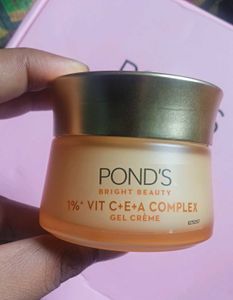 POND'S
BRIGHT BEAUTY
1%+ VIT C+E+A COMPLEX
GEL CRÈME